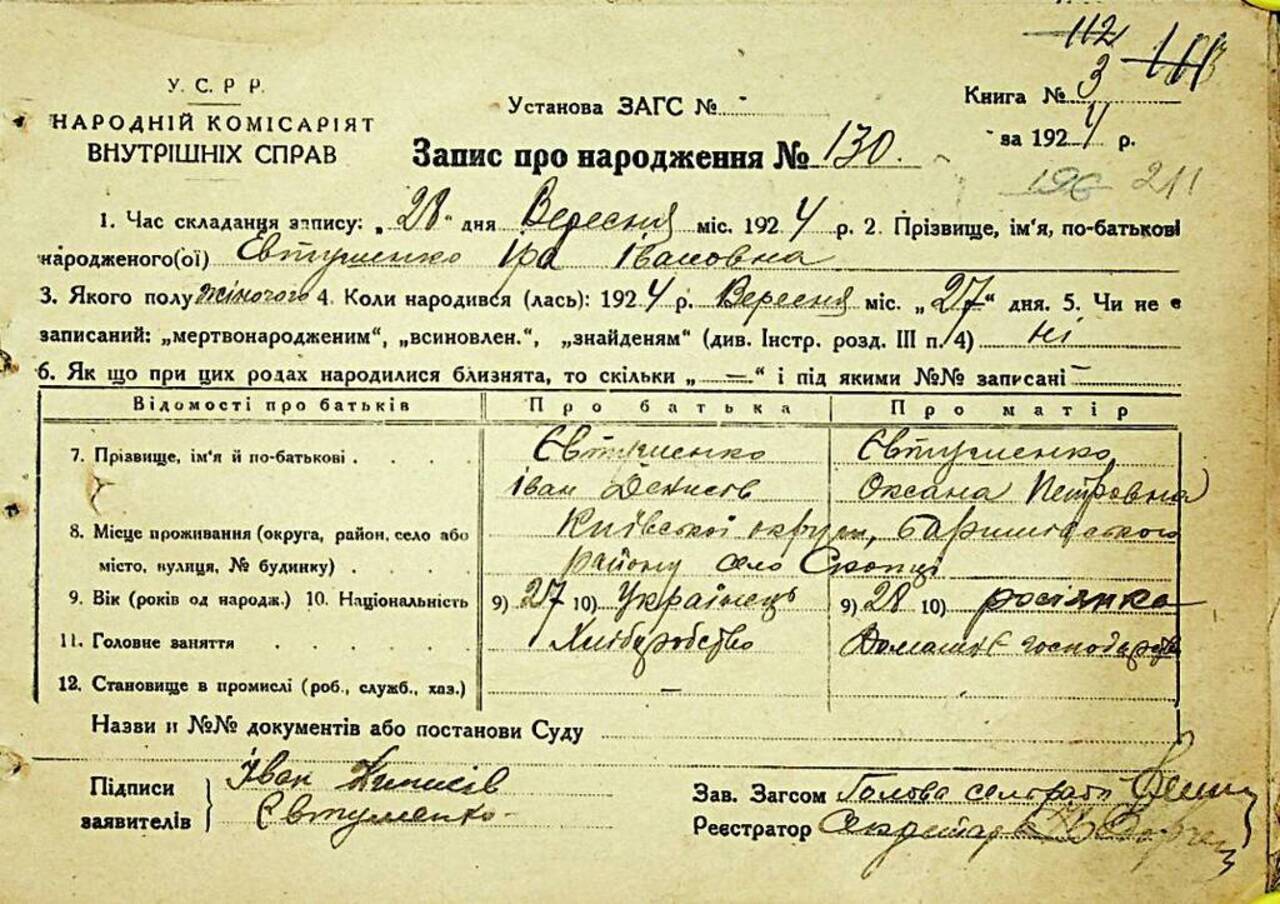 112
У. С. Р Р.
Установа ЗАГС №
Книга № 3
НАРОДНІЙ КОМІСАРІЯТ
ВНУТРІШНІХ СПРАВ
за 1924 р.
Запис про народження № 130.
196 211
1. Час складання запису: „28" дня Вересня міс. 1924 р. 2. Прізвище, ім'я, по-батькові
народженого(ої) Євтушенко Іра Івановна
3. Якого полу жіночого 4. Коли народився (лась): 1924 р. Вересня міс. „27" дня. 5. Чи не є
записаний: „мертвонародженим", „всиновлен.", „знайденям" (див. Інстр. розд. III п. 4) ні
6. Як що при цих родах народилися близнята, то скільки „ — " і під якими №№ записані —
Відомості про батьків Про батька Про матір
7. Прізвище, ім'я й по-батькові . . . . Євтушенко Євтушенко
Іван Денисів Оксана Петровна
8. Місце проживання (округа, район, село або Київської округи, Баришівського
місто, вулиця, № будинку) . . . . району село Скопці
9. Вік (років од народж.) 10. Національність 9) 27 10) Українець 9) 28 10) росіянка
11. Головне заняття . . . . . . Хліборобство Домашнє господарство
12. Становище в промислі (роб., служб., хаз.) —
Назви и №№ документів або постанови Суду
Підписи Іван Денисів
заявителів Євтушенко
Зав. Загсом Голова сельради
Реєстратор Секретар